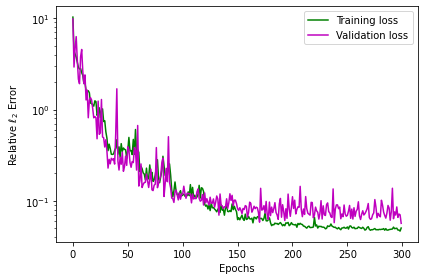 Training loss
Validation loss
Relative ℓ₂ Error
10¹
10⁰
10⁻¹
0 50 100 150 200 250 300
Epochs